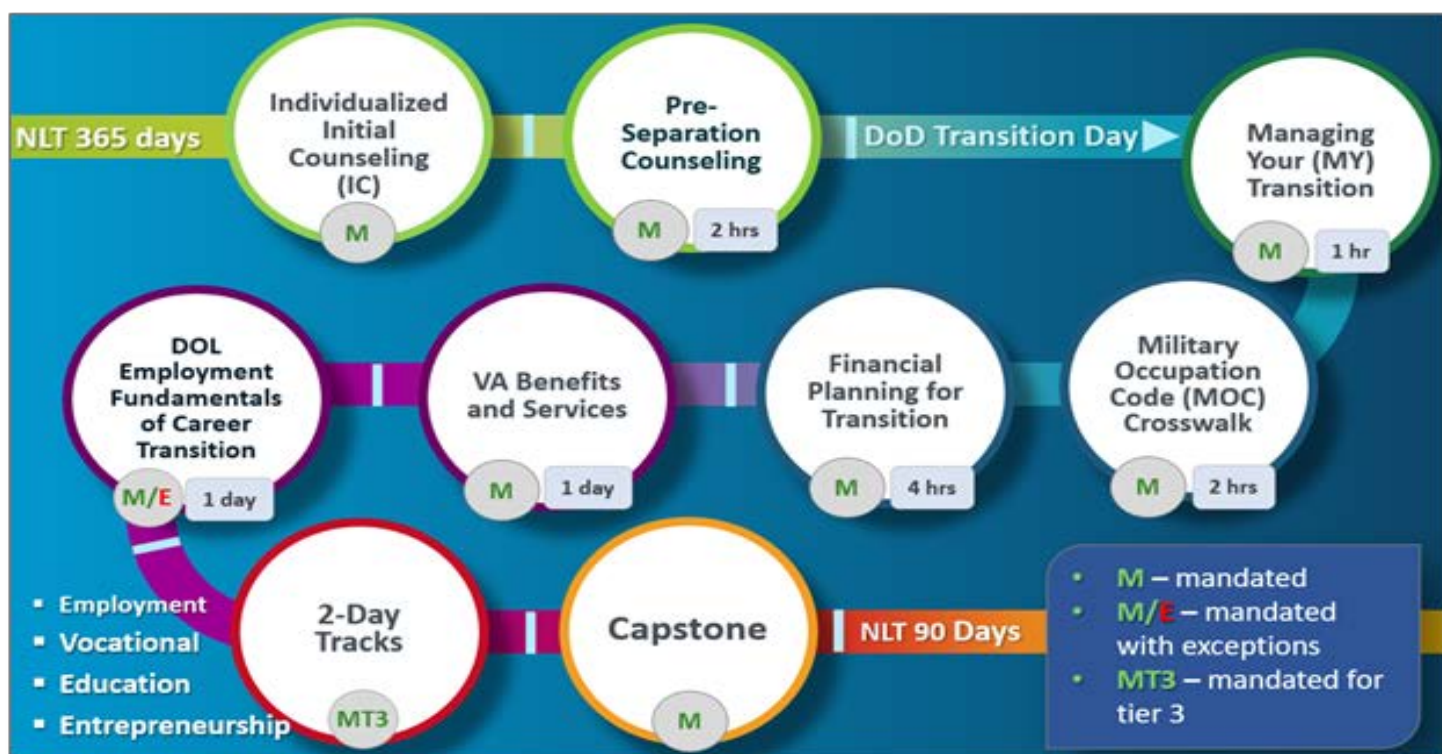 NLT 365 days
Individualized
Initial
Counseling
(IC)
M
Pre-
Separation
Counseling
M
2 hrs
DoD Transition Day
Managing
Your (MY)
Transition
M
1 hr
DOL
Employment
Fundamentals
of Career
Transition
M/E
1 day
VA Benefits
and Services
M
1 day
Financial
Planning for
Transition
M
4 hrs
Military
Occupation
Code (MOC)
Crosswalk
M
2 hrs
▪ Employment
▪ Vocational
▪ Education
▪ Entrepreneurship
2-Day
Tracks
MT3
Capstone
M
NLT 90 Days
• M – mandated
• M/E – mandated
with exceptions
• MT3 – mandated for
tier 3